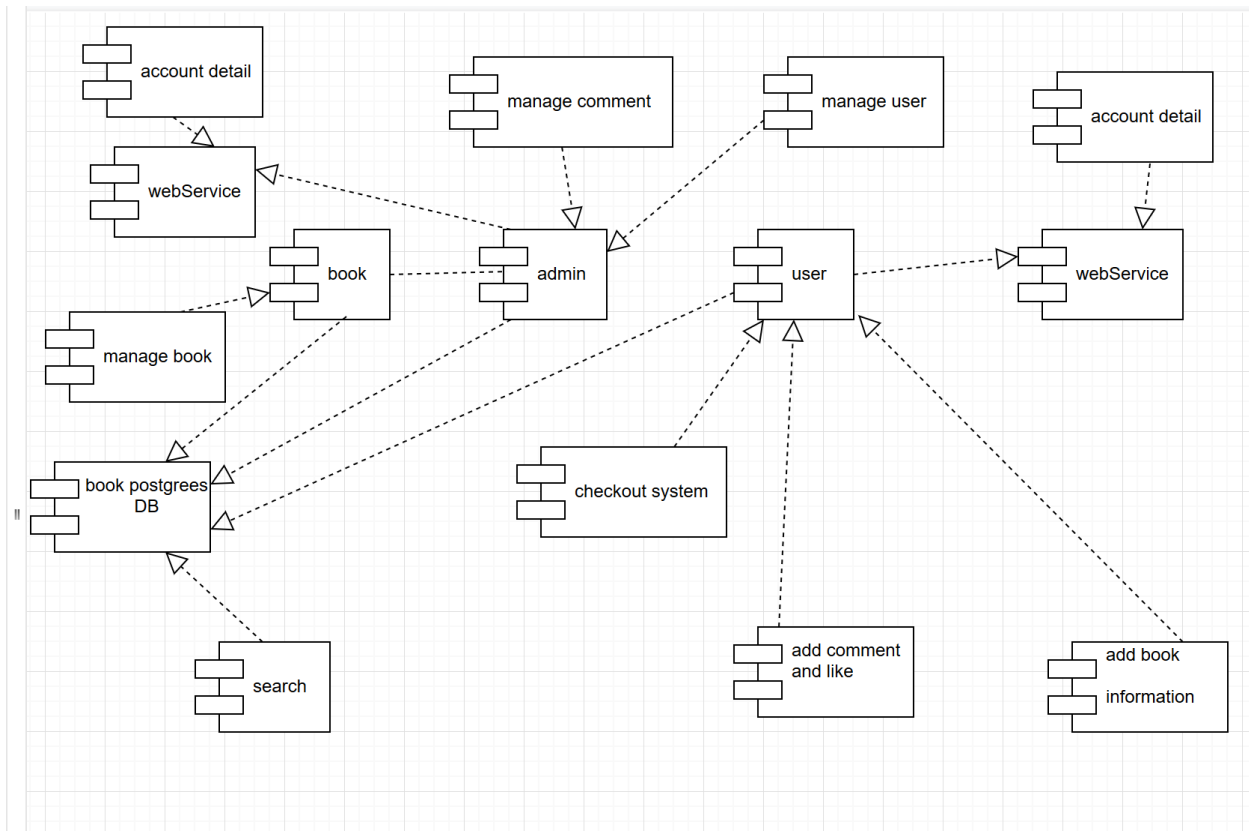 account detail
manage comment
manage user
account detail
webService
book
admin
user
webService
manage book
book postgrees
DB
checkout system
search
add comment
and like
add book
information